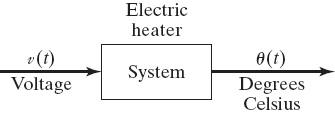 Electric
heater
v(t)
Voltage
System
θ(t)
Degrees
Celsius